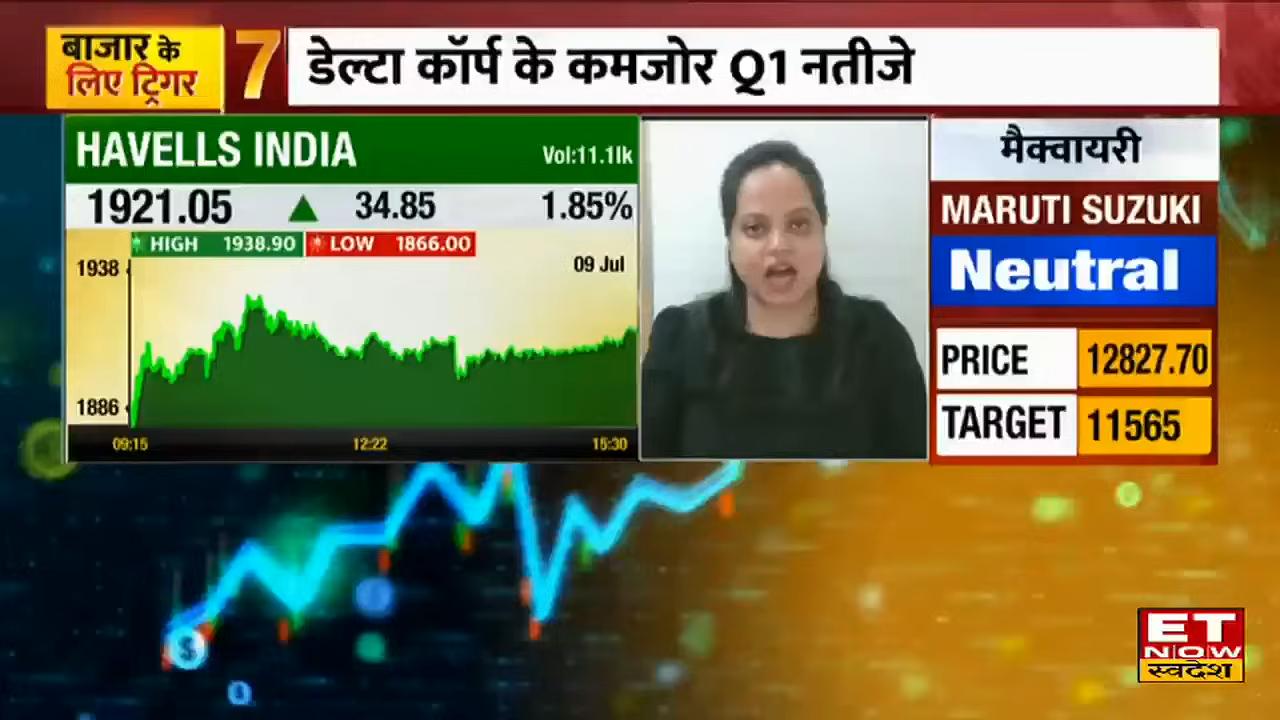 बाजार के
लिए ट्रिगर
7
डेल्टा कॉर्प के कमजोर Q1 नतीजे
HAVELLS INDIA
Vol:11.1lk
1921.05 ▲ 34.85 1.85%
HIGH 1938.90 LOW 1866.00
1938
09 Jul
1886
09:15 12:22 15:30
मैक्वायरी
MARUTI SUZUKI
Neutral
PRICE 12827.70
TARGET 11565
ET
NOW
स्वदेश